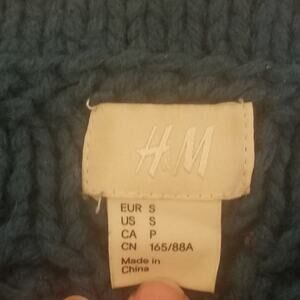 H&M
EUR S
US S
CA P
CN 165/88A
Made in
China